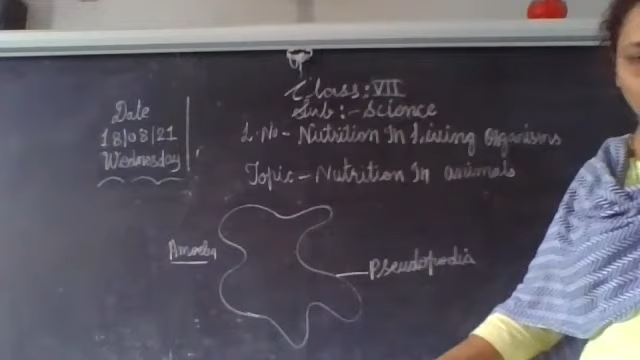 Date
18/08/21
Wednesday
Class: VII
Sub :- Science
L.No - Nutrition In Living Organisms
Topic - Nutrition In animals
Amoeba
Pseudopodia